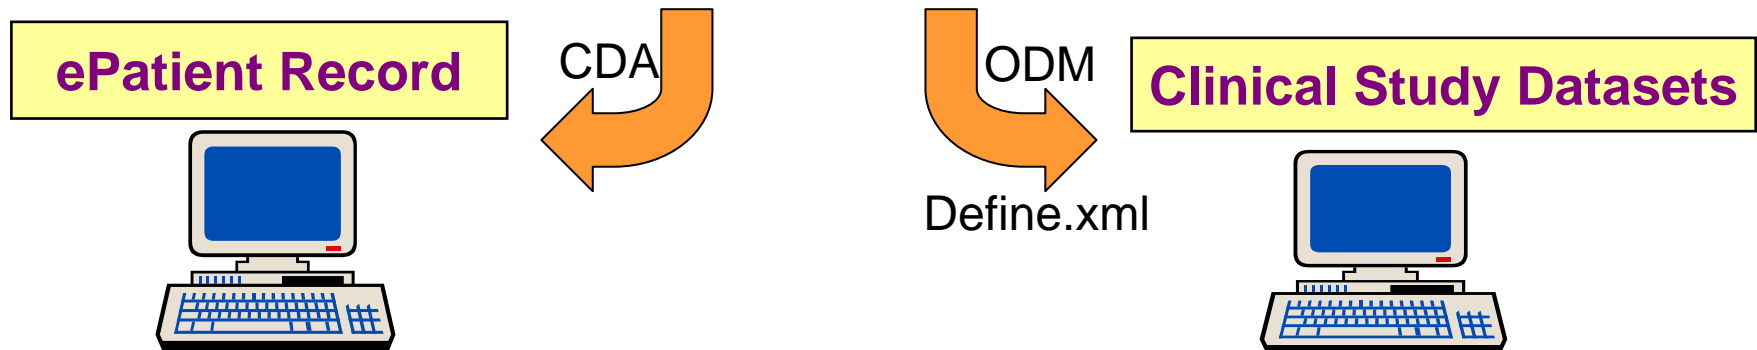 ePatient Record
CDA
ODM
Clinical Study Datasets
Define.xml